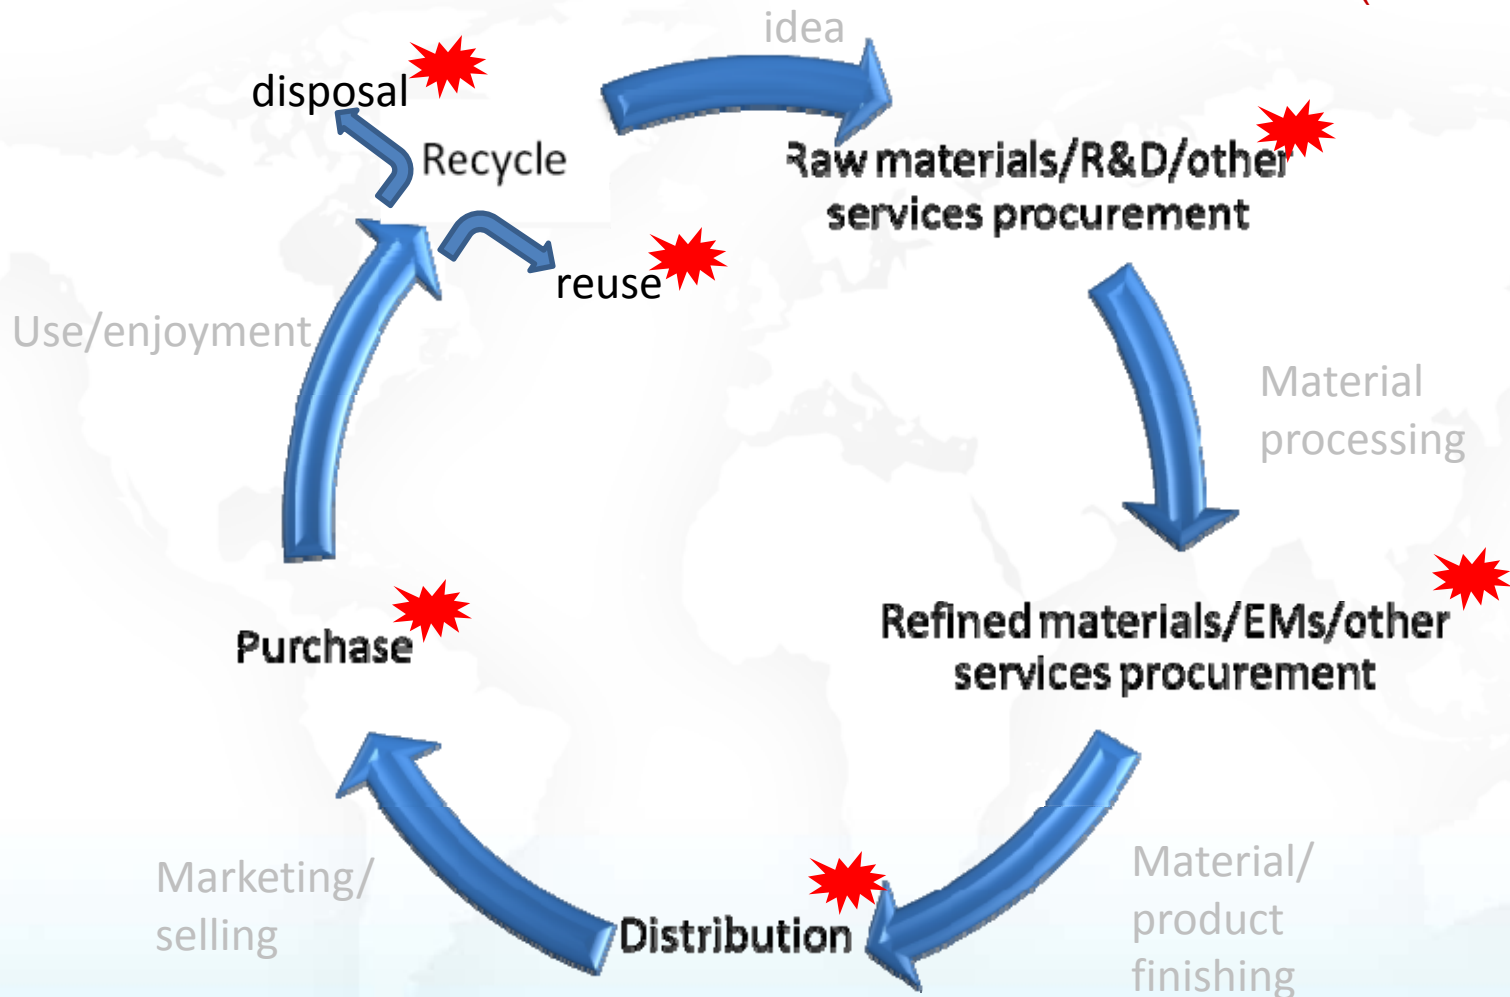 idea
disposal
Recycle
Raw materials/R&D/other
services procurement
reuse
Use/enjoyment
Material
processing
Refined materials/EMs/other
services procurement
Purchase
Marketing/
selling
Distribution
Material/
product
finishing